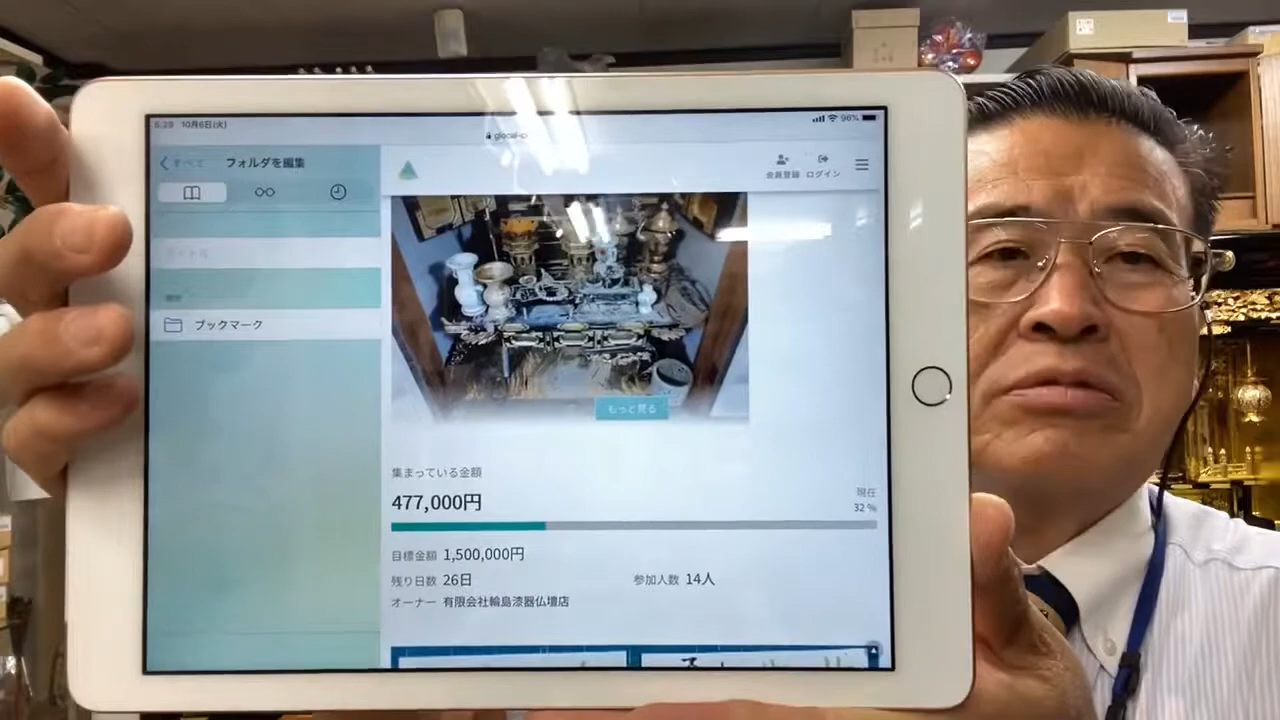 5:29 10月6日(火)
96%
すべて
フォルダを編集
会員登録 ログイン
ブックマーク
もっと見る
集まっている金額
477,000円
現在
32 %
目標金額 1,500,000円
残り日数 26日
参加人数 14人
オーナー 有限会社輪島漆器仏壇店